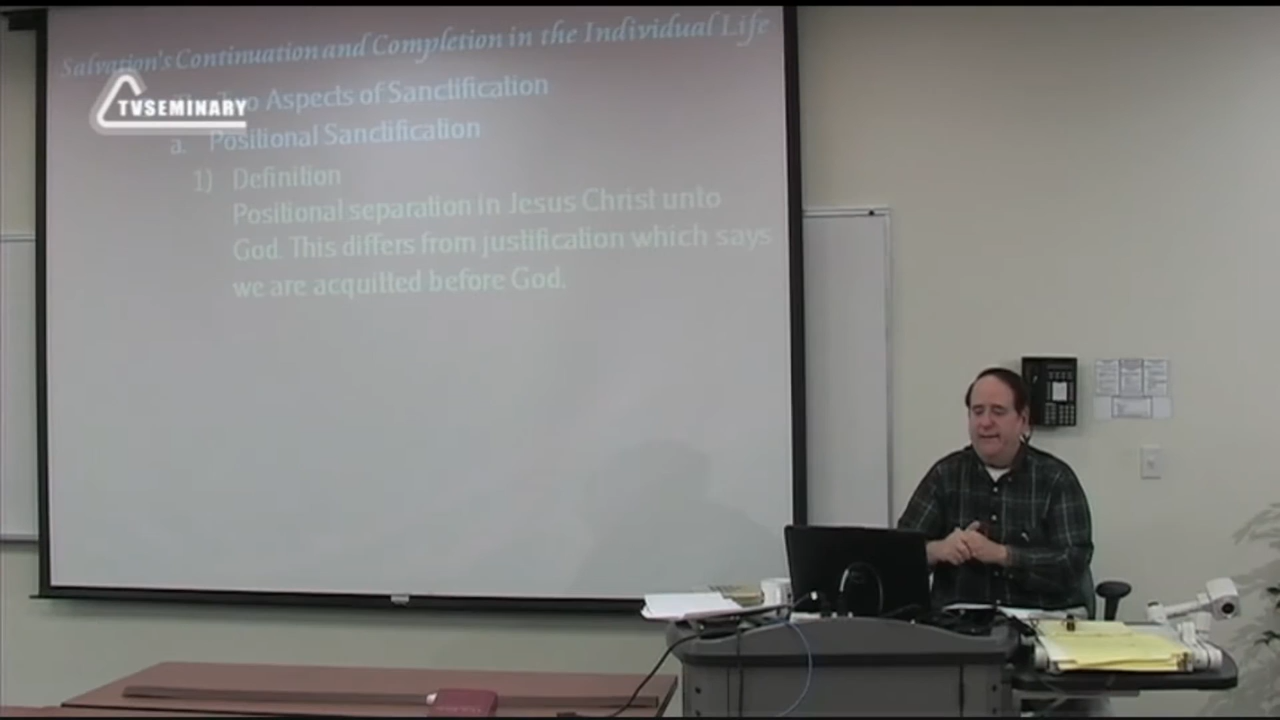 Salvation's Continuation and Completion in the Individual Life
TVSEMINARY
Two Aspects of Sanctification
a. Positional Sanctification
1) Definition
Positional separation in Jesus Christ unto
God. This differs from justification which says
we are acquitted before God.